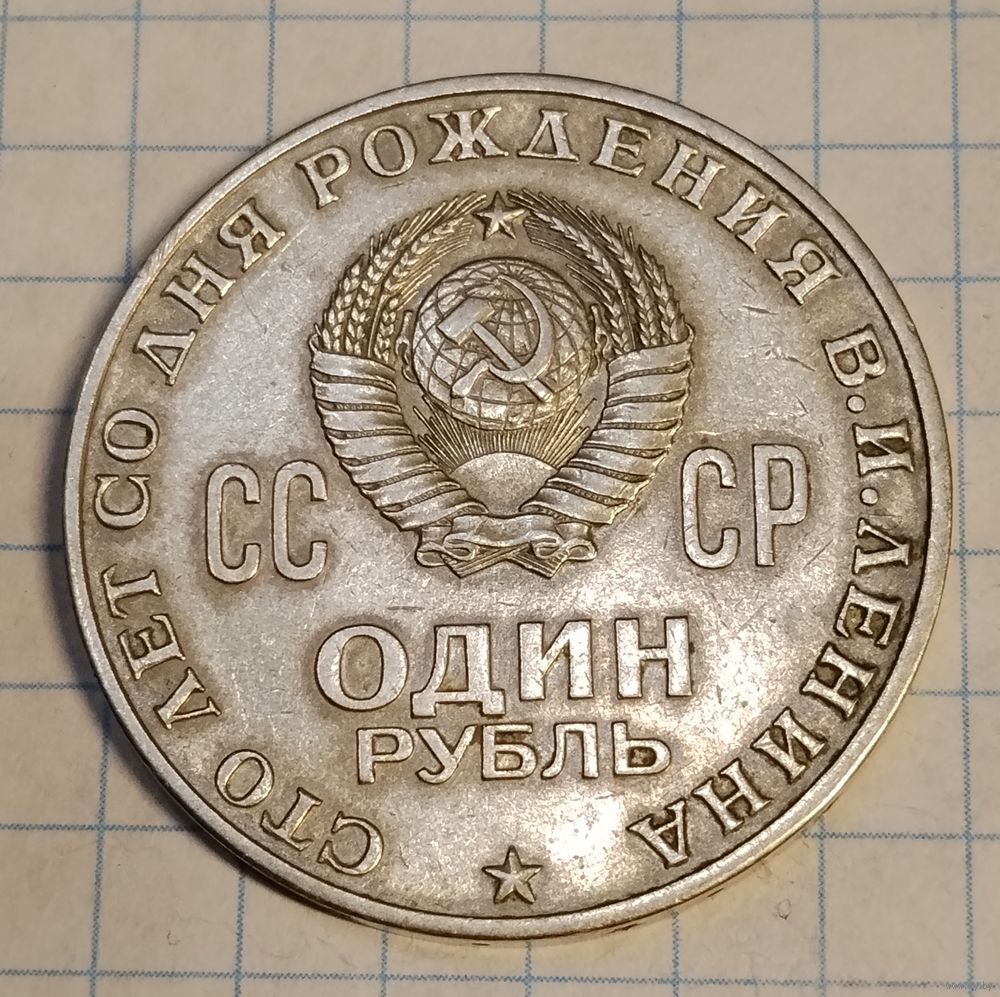 СТО ЛЕТ СО ДНЯ РОЖДЕНИЯ В.И.ЛЕНИНА
СС СР
ОДИН
РУБЛЬ